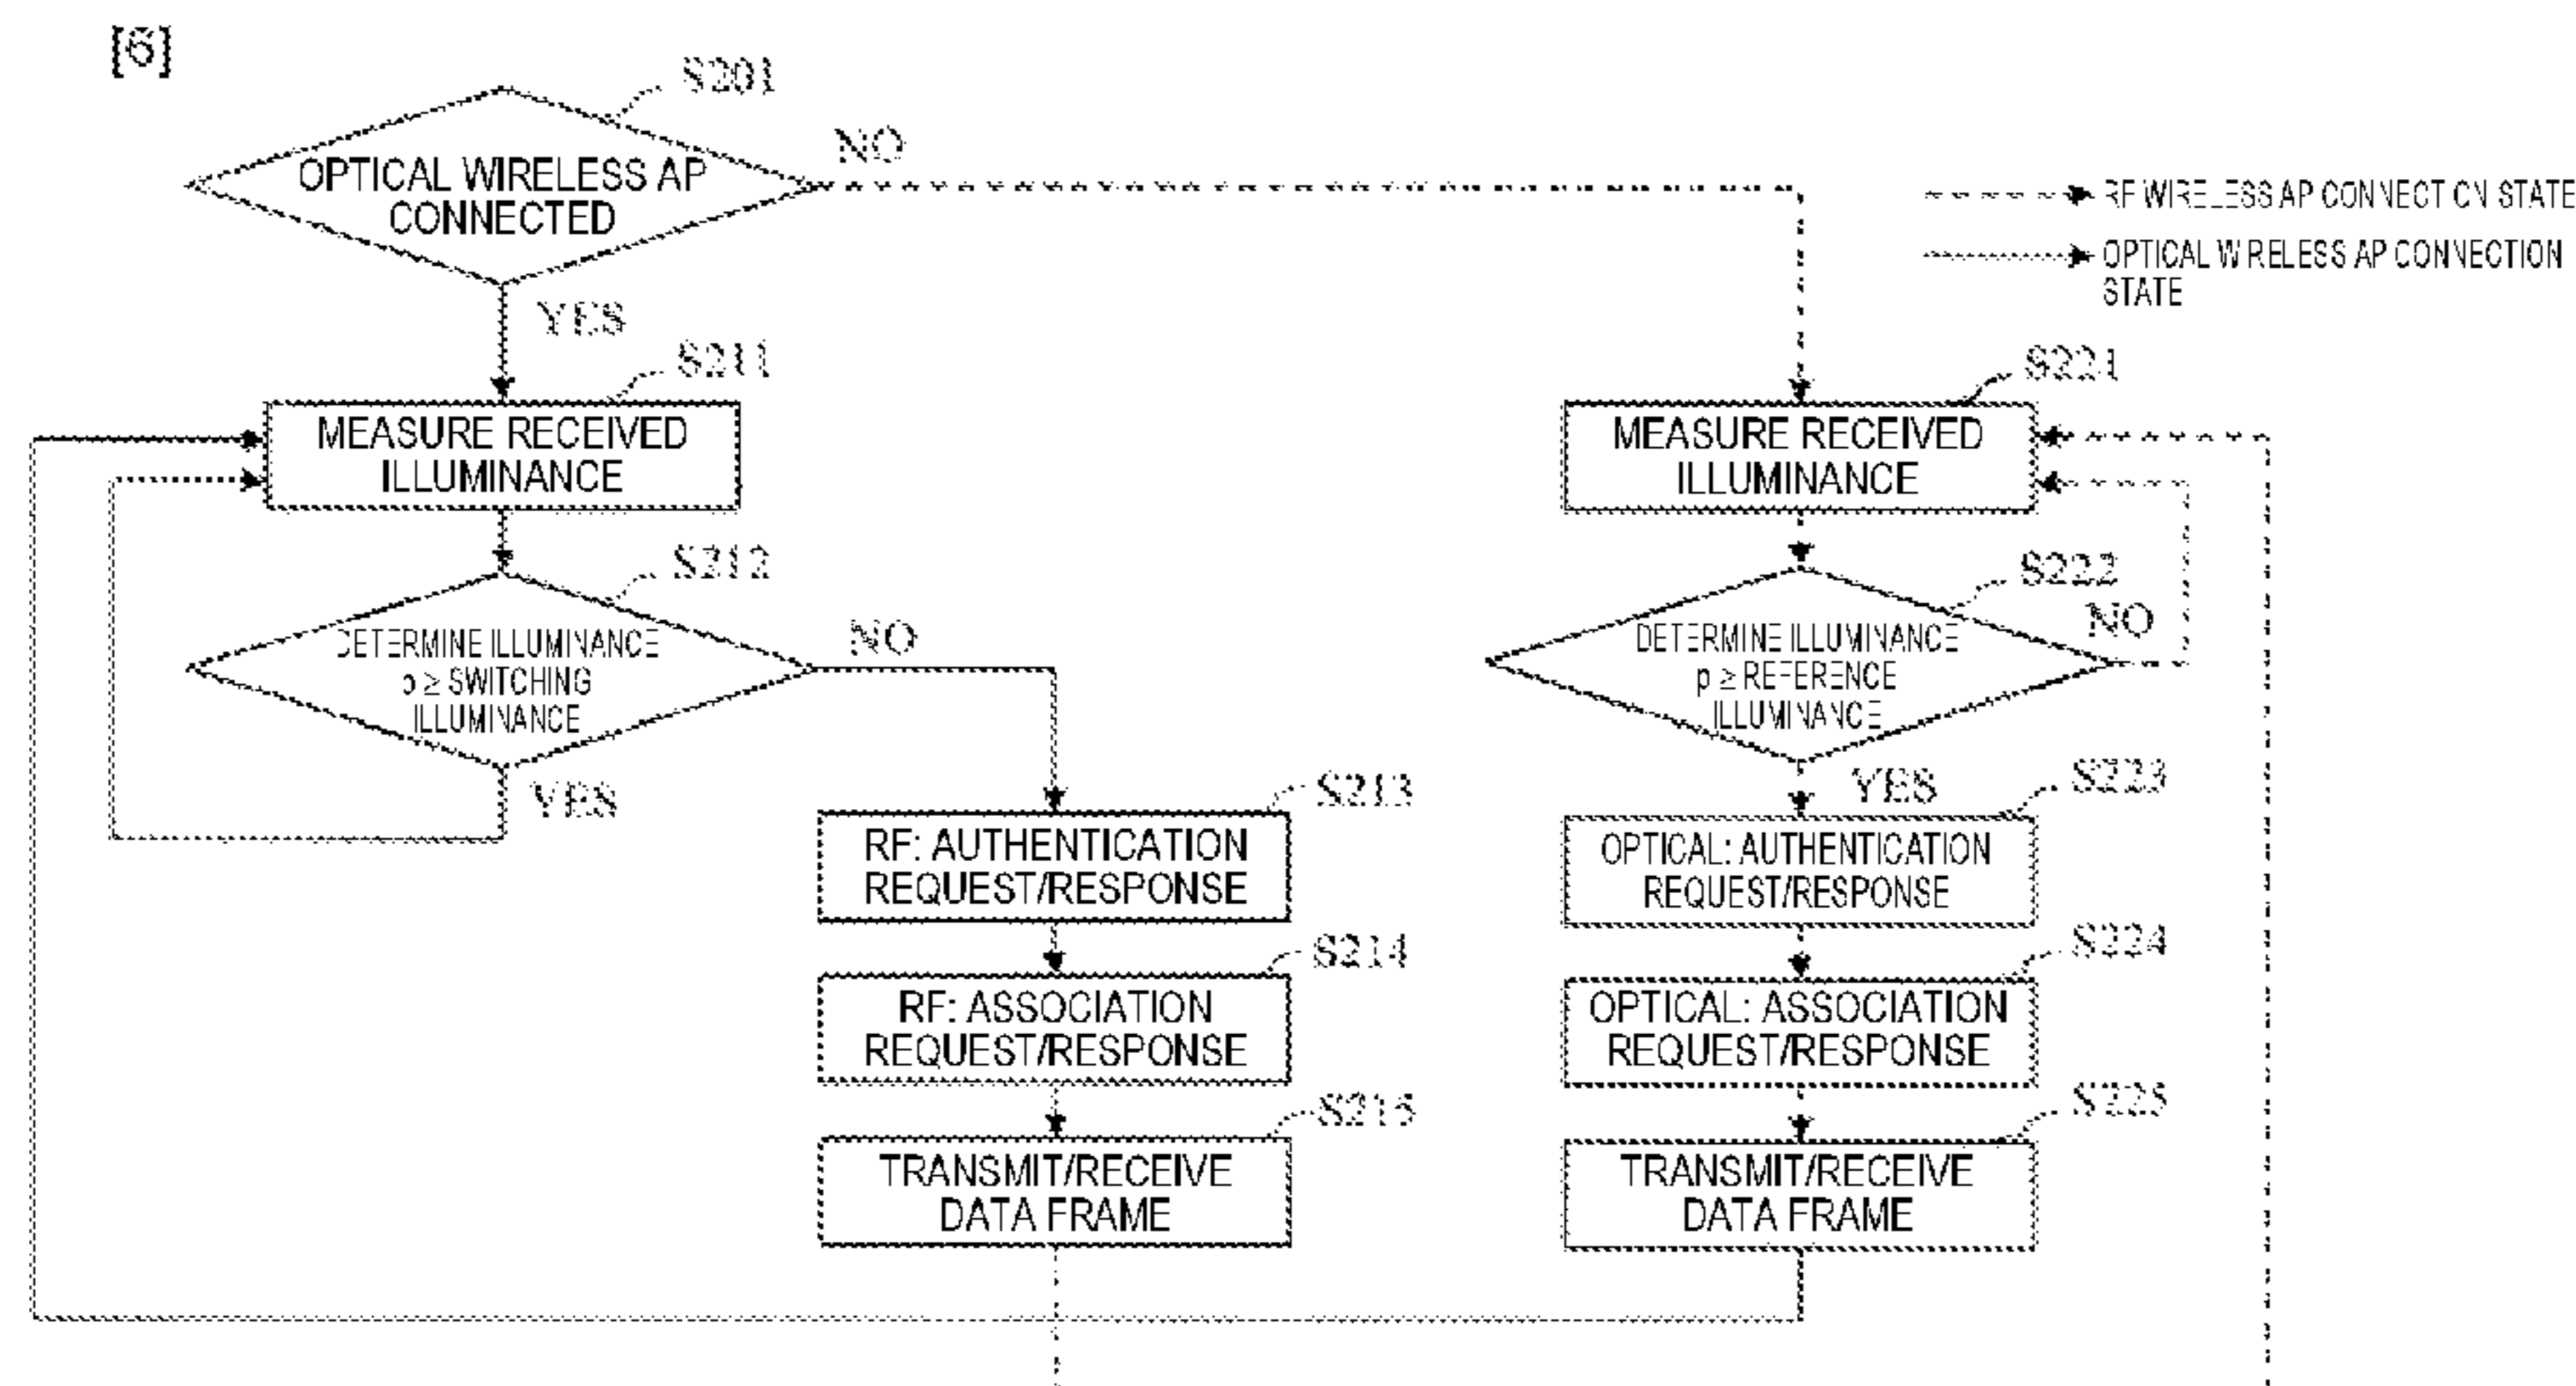 [6]
S201
OPTICAL WIRELESS AP
CONNECTED
NO
YES
RF WIRELESS AP CONNECTION STATE
OPTICAL WIRELESS AP CONNECTION
STATE
S211
MEASURE RECEIVED
ILLUMINANCE
S212
DETERMINE ILLUMINANCE
p ≥ SWITCHING
ILLUMINANCE
NO
YES
S213
RF: AUTHENTICATION
REQUEST/RESPONSE
S214
RF: ASSOCIATION
REQUEST/RESPONSE
S215
TRANSMIT/RECEIVE
DATA FRAME
S221
MEASURE RECEIVED
ILLUMINANCE
S222
DETERMINE ILLUMINANCE
p ≥ REFERENCE
ILLUMINANCE
NO
YES
S223
OPTICAL: AUTHENTICATION
REQUEST/RESPONSE
S224
OPTICAL: ASSOCIATION
REQUEST/RESPONSE
S225
TRANSMIT/RECEIVE
DATA FRAME